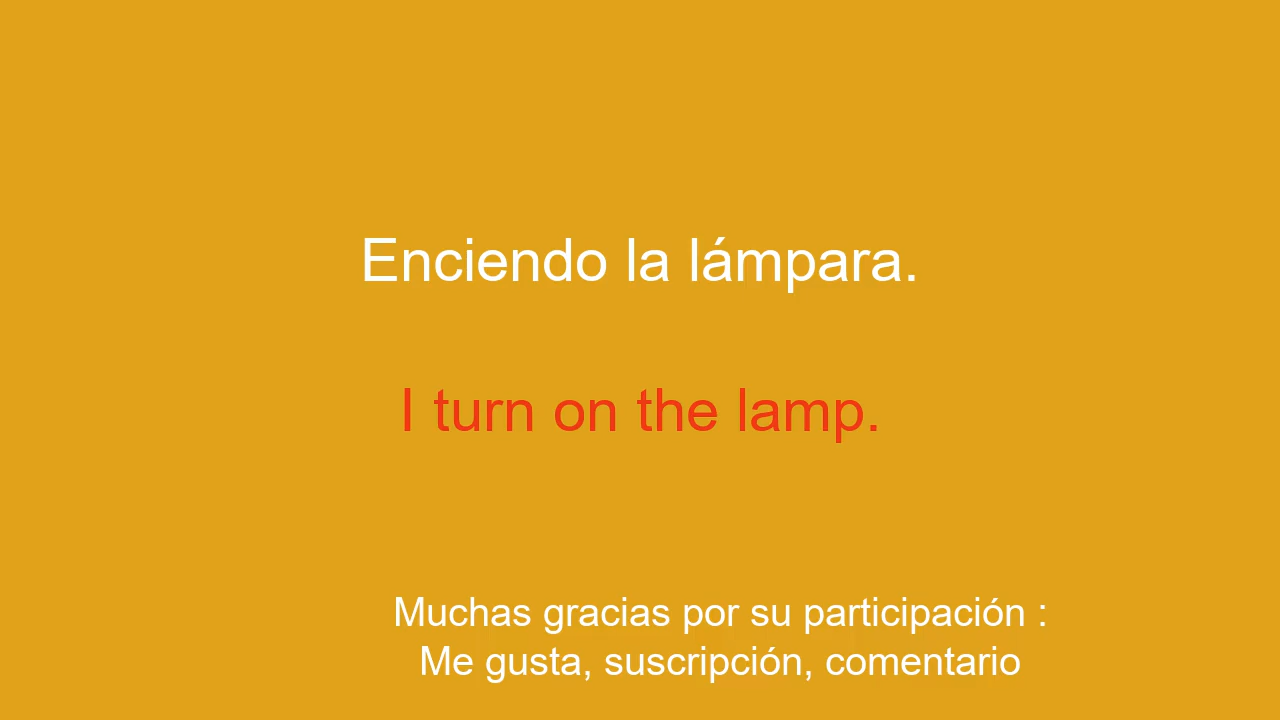 Enciendo la lámpara.
I turn on the lamp.
Muchas gracias por su participación :
Me gusta, suscripción, comentario